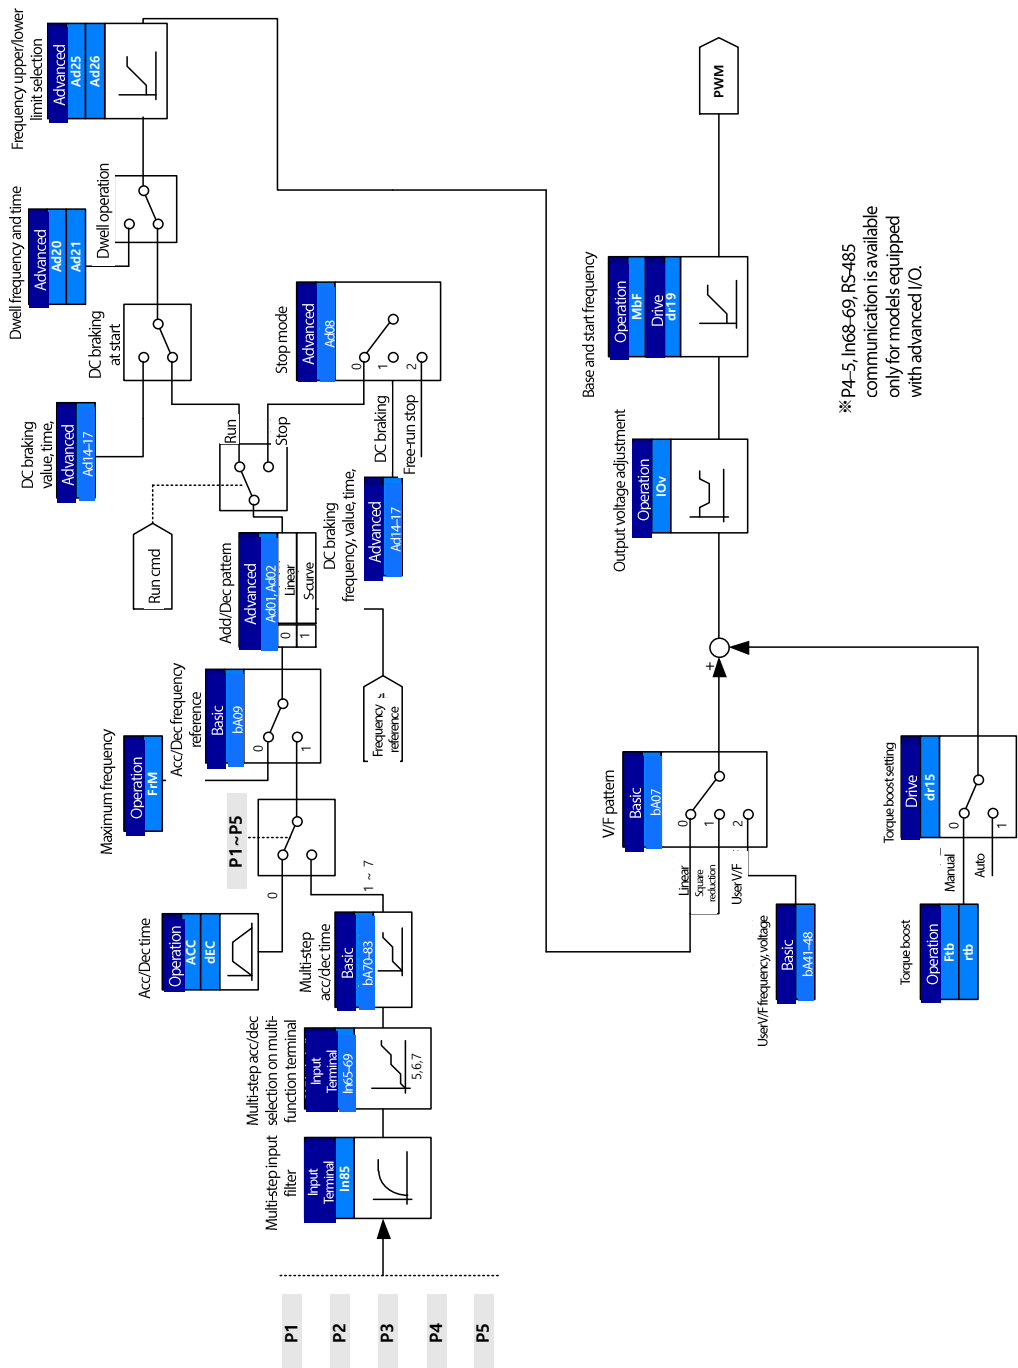 P1
P2
P3
P4
P5
Multi-step input
filter
Input
Terminal
In85
Multi-step acc/dec
selection on multi-
function terminal
Input
Terminal
In65-69
5,6,7
Multi-step
acc/dec time
Basic
bA70-83
1 ~ 7
Acc/Dec time
Operation
ACC
dEC
0
P1~P5
Maximum frequency
Operation
FrM
Acc/Dec frequency
reference
Basic
bA09
0
1
Frequency
reference
Add/Dec pattern
Advanced
Ad01, Ad02
0
Linear
1
S-curve
Run cmd
Run
Stop
DC braking
frequency, value, time,
Advanced
Ad14-17
DC braking
Free-run stop
Stop mode
Advanced
Ad08
0
1
2
DC braking
value, time,
Advanced
Ad14-17
DC braking
at start
Dwell frequency and time
Advanced
Ad20
Ad21
Dwell operation
Frequency upper/lower
limit selection
Advanced
Ad25
Ad26
User V/F frequency, voltage
Basic
bA41-48
Linear
Square
reduction
User V/F
V/F pattern
Basic
bA07
0
1
2
Torque boost
Operation
Ftb
rtb
Manual
Auto
Torque boost setting
Drive
dr15
0
1
+
Output voltage adjustment
Operation
IOv
Base and start frequency
Operation
MbF
Drive
dr19
PWM
※ P4–5, In68–69, RS-485
communication is available
only for models equipped
with advanced I/O.